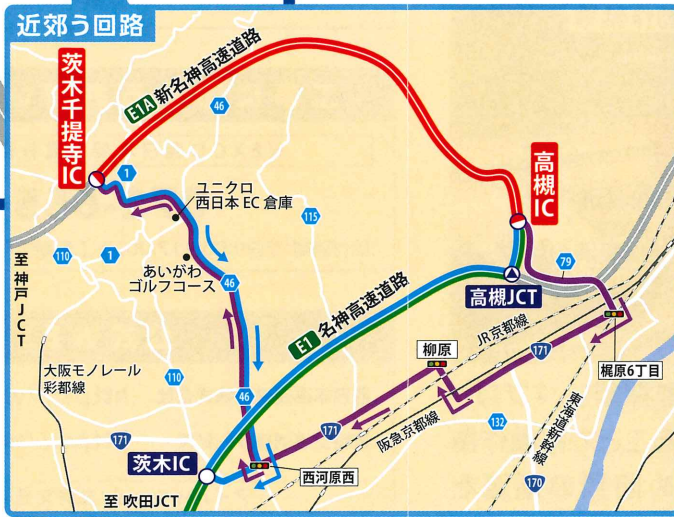 近郊う回路
茨木千提寺IC
E1A 新名神高速道路
46
1
ユニクロ
西日本EC倉庫
115
高槻IC
110
1
あいがわ
ゴルフコース
79
至神戸JCT
46
高槻JCT
E1 名神高速道路
JR京都線
171
柳原
梶原6丁目
大阪モノレール
彩都線
110
46
阪急京都線
東海道新幹線
171
171
132
茨木IC
西河原西
170
至 吹田JCT